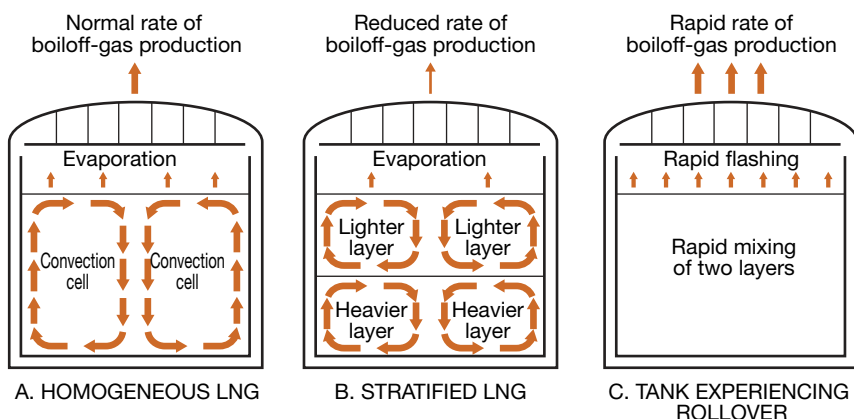 Normal rate of
boiloff-gas production
Evaporation
Convection
cell
Convection
cell
A. HOMOGENEOUS LNG
Reduced rate of
boiloff-gas production
Evaporation
Lighter
layer
Lighter
layer
Heavier
layer
Heavier
layer
B. STRATIFIED LNG
Rapid rate of
boiloff-gas production
Rapid flashing
Rapid mixing
of two layers
C. TANK EXPERIENCING
ROLLOVER